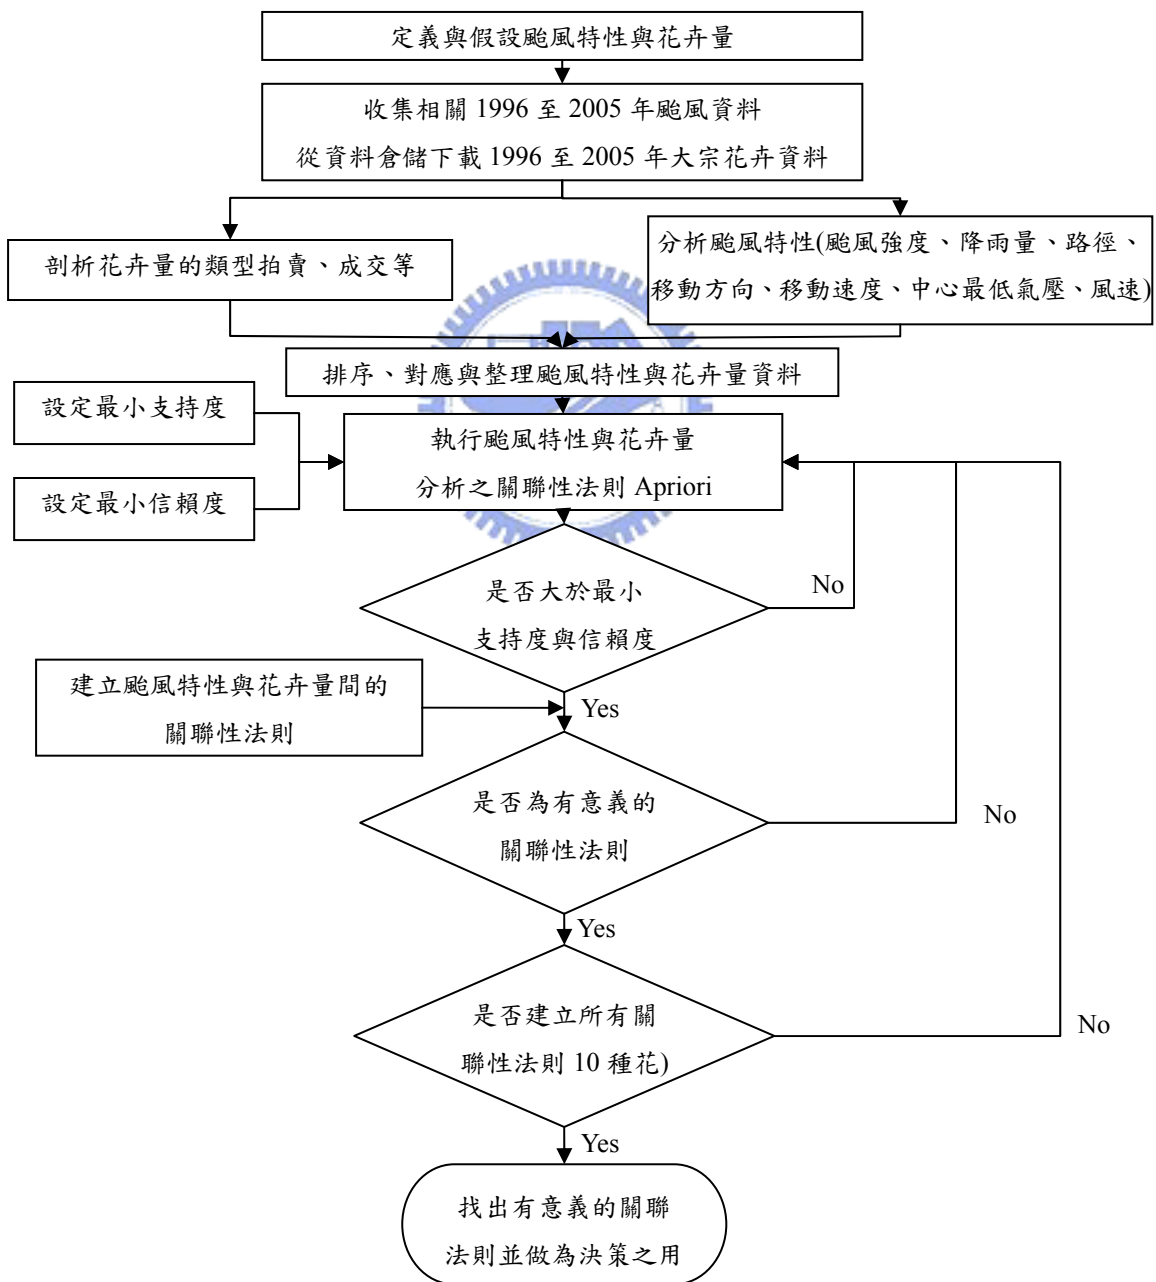 定義與假設颱風特性與花卉量
收集相關 1996 至 2005 年颱風資料
從資料倉儲下載 1996 至 2005 年大宗花卉資料
剖析花卉量的類型拍賣、成交等
分析颱風特性(颱風強度、降雨量、路徑、
移動方向、移動速度、中心最低氣壓、風速)
排序、對應與整理颱風特性與花卉量資料
設定最小支持度
設定最小信賴度
執行颱風特性與花卉量
分析之關聯性法則 Apriori
是否大於最小
支持度與信賴度
No
建立颱風特性與花卉量間的
關聯性法則
Yes
是否為有意義的
關聯性法則
No
Yes
是否建立所有關
聯性法則 10 種花)
No
Yes
找出有意義的關聯
法則並做為決策之用